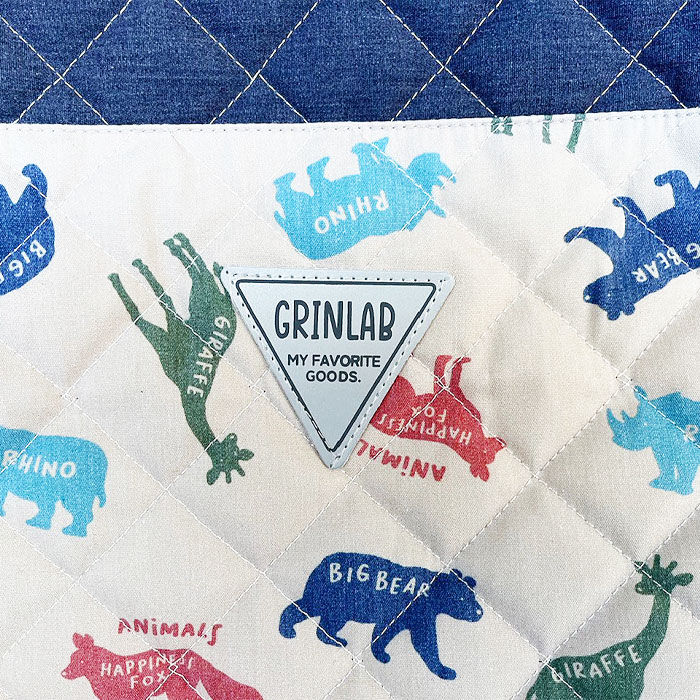 RHINO
BIG
BIG BEAR
GIRAFFE
GRINLAB
MY FAVORITE
GOODS.
HAPPINESS
FOX
ANiMALS
RHINO
R
BIG BEAR
ANiMALS
HAPPINESS
FOX
GIRAFFE